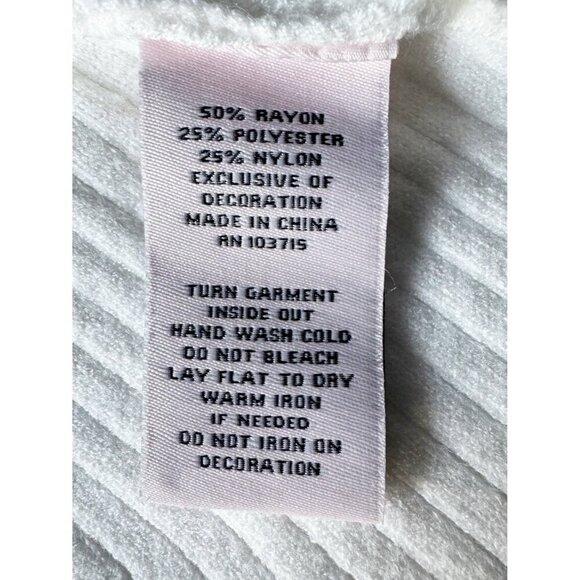 50% RAYON
25% POLYESTER
25% NYLON
EXCLUSIVE OF
DECORATION
MADE IN CHINA
RN 103715
TURN GARMENT
INSIDE OUT
HAND WASH COLD
DO NOT BLEACH
LAY FLAT TO DRY
WARM IRON
IF NEEDED
DO NOT IRON ON
DECORATION